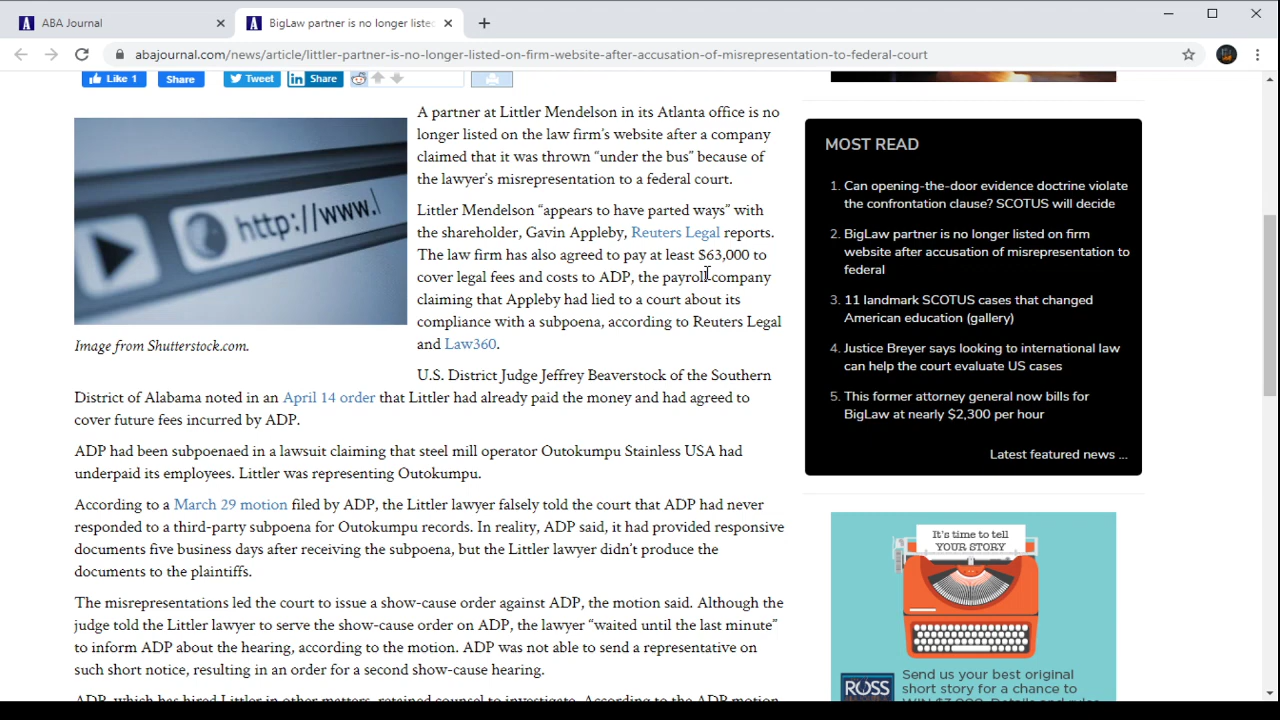 ABA Journal
BigLaw partner is no longer liste
abajournal.com/news/article/littler-partner-is-no-longer-listed-on-firm-website-after-accusation-of-misrepresentation-to-federal-court
Like 1
Share
Tweet
Share
http://www.
Image from Shutterstock.com.
A partner at Littler Mendelson in its Atlanta office is no
longer listed on the law firm’s website after a company
claimed that it was thrown “under the bus” because of
the lawyer’s misrepresentation to a federal court.
Littler Mendelson “appears to have parted ways” with
the shareholder, Gavin Appleby, Reuters Legal reports.
The law firm has also agreed to pay at least $63,000 to
cover legal fees and costs to ADP, the payroll company
claiming that Appleby had lied to a court about its
compliance with a subpoena, according to Reuters Legal
and Law360.
U.S. District Judge Jeffrey Beaverstock of the Southern
District of Alabama noted in an April 14 order that Littler had already paid the money and had agreed to
cover future fees incurred by ADP.
ADP had been subpoenaed in a lawsuit claiming that steel mill operator Outokumpu Stainless USA had
underpaid its employees. Littler was representing Outokumpu.
According to a March 29 motion filed by ADP, the Littler lawyer falsely told the court that ADP had never
responded to a third-party subpoena for Outokumpu records. In reality, ADP said, it had provided responsive
documents five business days after receiving the subpoena, but the Littler lawyer didn’t produce the
documents to the plaintiffs.
The misrepresentations led the court to issue a show-cause order against ADP, the motion said. Although the
judge told the Littler lawyer to serve the show-cause order on ADP, the lawyer “waited until the last minute”
to inform ADP about the hearing, according to the motion. ADP was not able to send a representative on
such short notice, resulting in an order for a second show-cause hearing.
ADP, which had hired Littler in other matters, retained counsel to investigate. According to the ADP motion,
MOST READ
1. Can opening-the-door evidence doctrine violate
the confrontation clause? SCOTUS will decide
2. BigLaw partner is no longer listed on firm
website after accusation of misrepresentation to
federal
3. 11 landmark SCOTUS cases that changed
American education (gallery)
4. Justice Breyer says looking to international law
can help the court evaluate US cases
5. This former attorney general now bills for
BigLaw at nearly $2,300 per hour
Latest featured news ...
It's time to tell
YOUR STORY
ROSS
Send us your best original
short story for a chance to